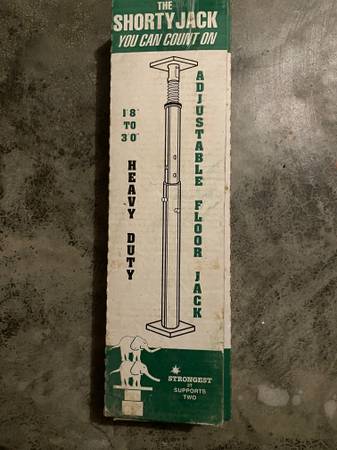 THE
SHORTY JACK
YOU CAN COUNT ON
1'8"
TO
3'0"
HEAVY DUTY
ADJUSTABLE FLOOR JACK
STRONGEST
SUPPORTS
TWO